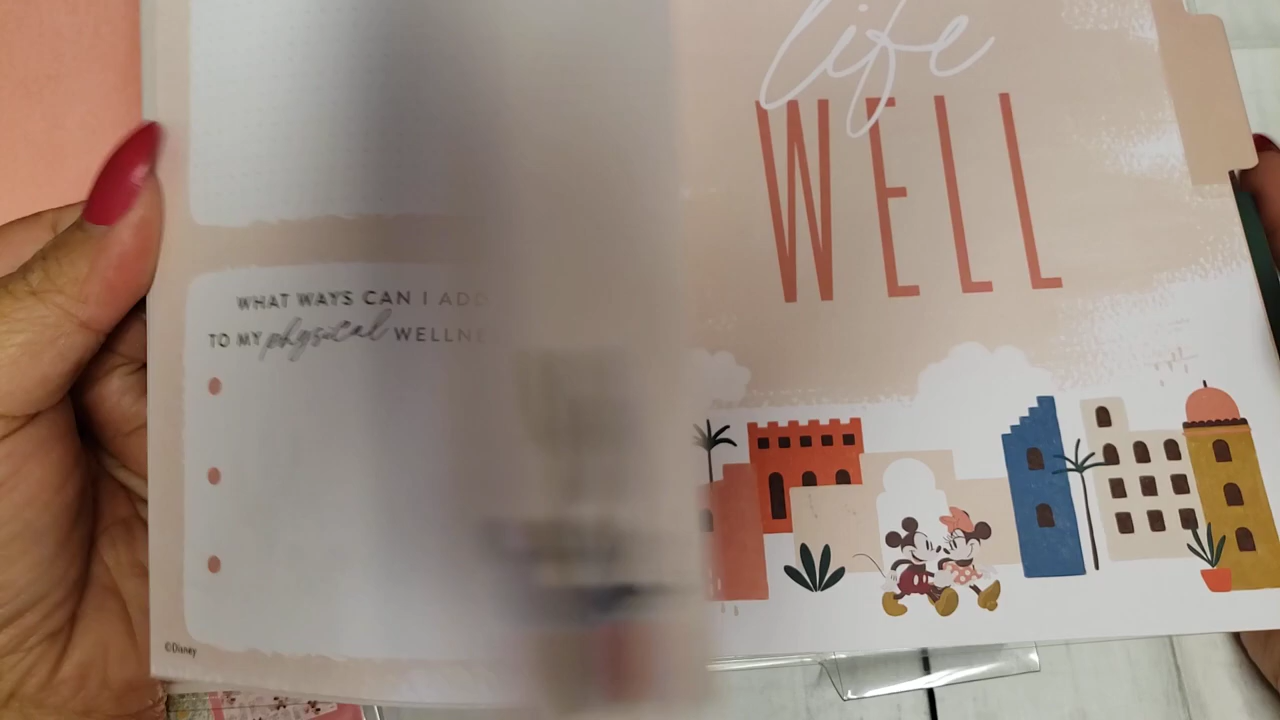 WHAT WAYS CAN I ADD
TO MY physical WELLNE
©Disney
life
WELL